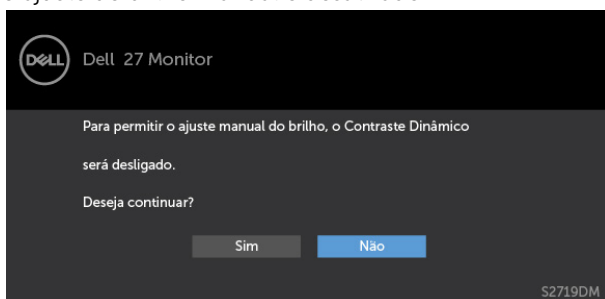 DELL
Dell 27 Monitor
Para permitir o ajuste manual do brilho, o Contraste Dinâmico
será desligado.
Deseja continuar?
Sim Não
S2719DM